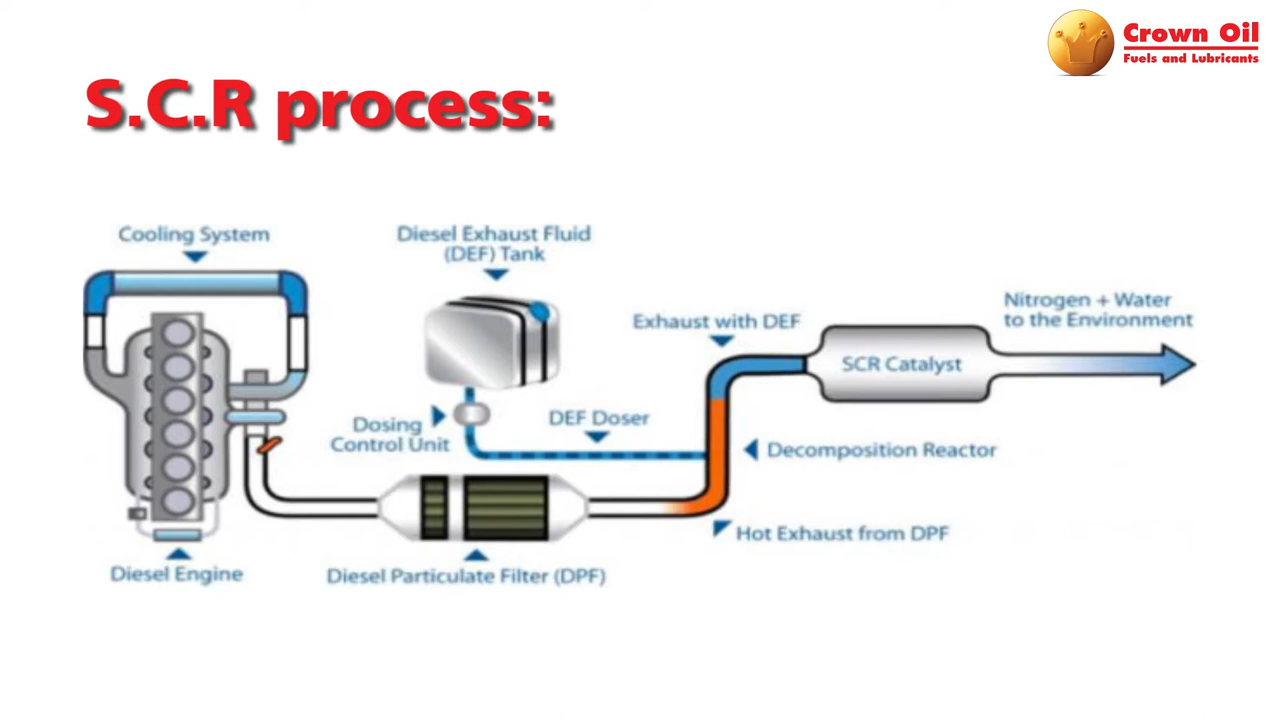 Crown Oil
Fuels and Lubricants
S.C.R process:
Cooling System
Diesel Exhaust Fluid
(DEF) Tank
Nitrogen + Water
to the Environment
Exhaust with DEF
SCR Catalyst
Dosing
Control Unit
DEF Doser
Decomposition Reactor
Hot Exhaust from DPF
Diesel Engine
Diesel Particulate Filter (DPF)